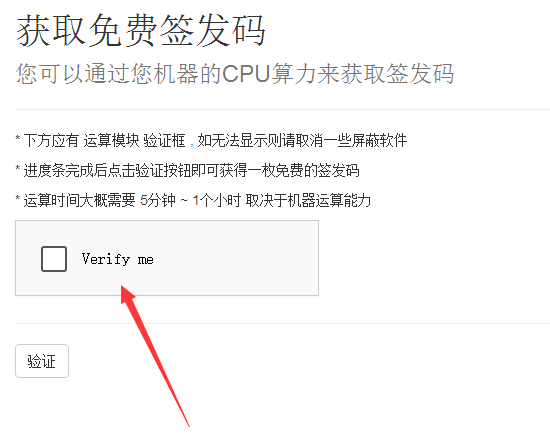 获取免费签发码
您可以通过您机器的CPU算力来获取签发码
* 下方应有 运算模块 验证框 , 如无法显示则请取消一些屏蔽软件
* 进度条完成后点击验证按钮即可获得一枚免费的签发码
* 运算时间大概需要 5分钟 ~ 1个小时 取决于机器运算能力
Verify me
验证